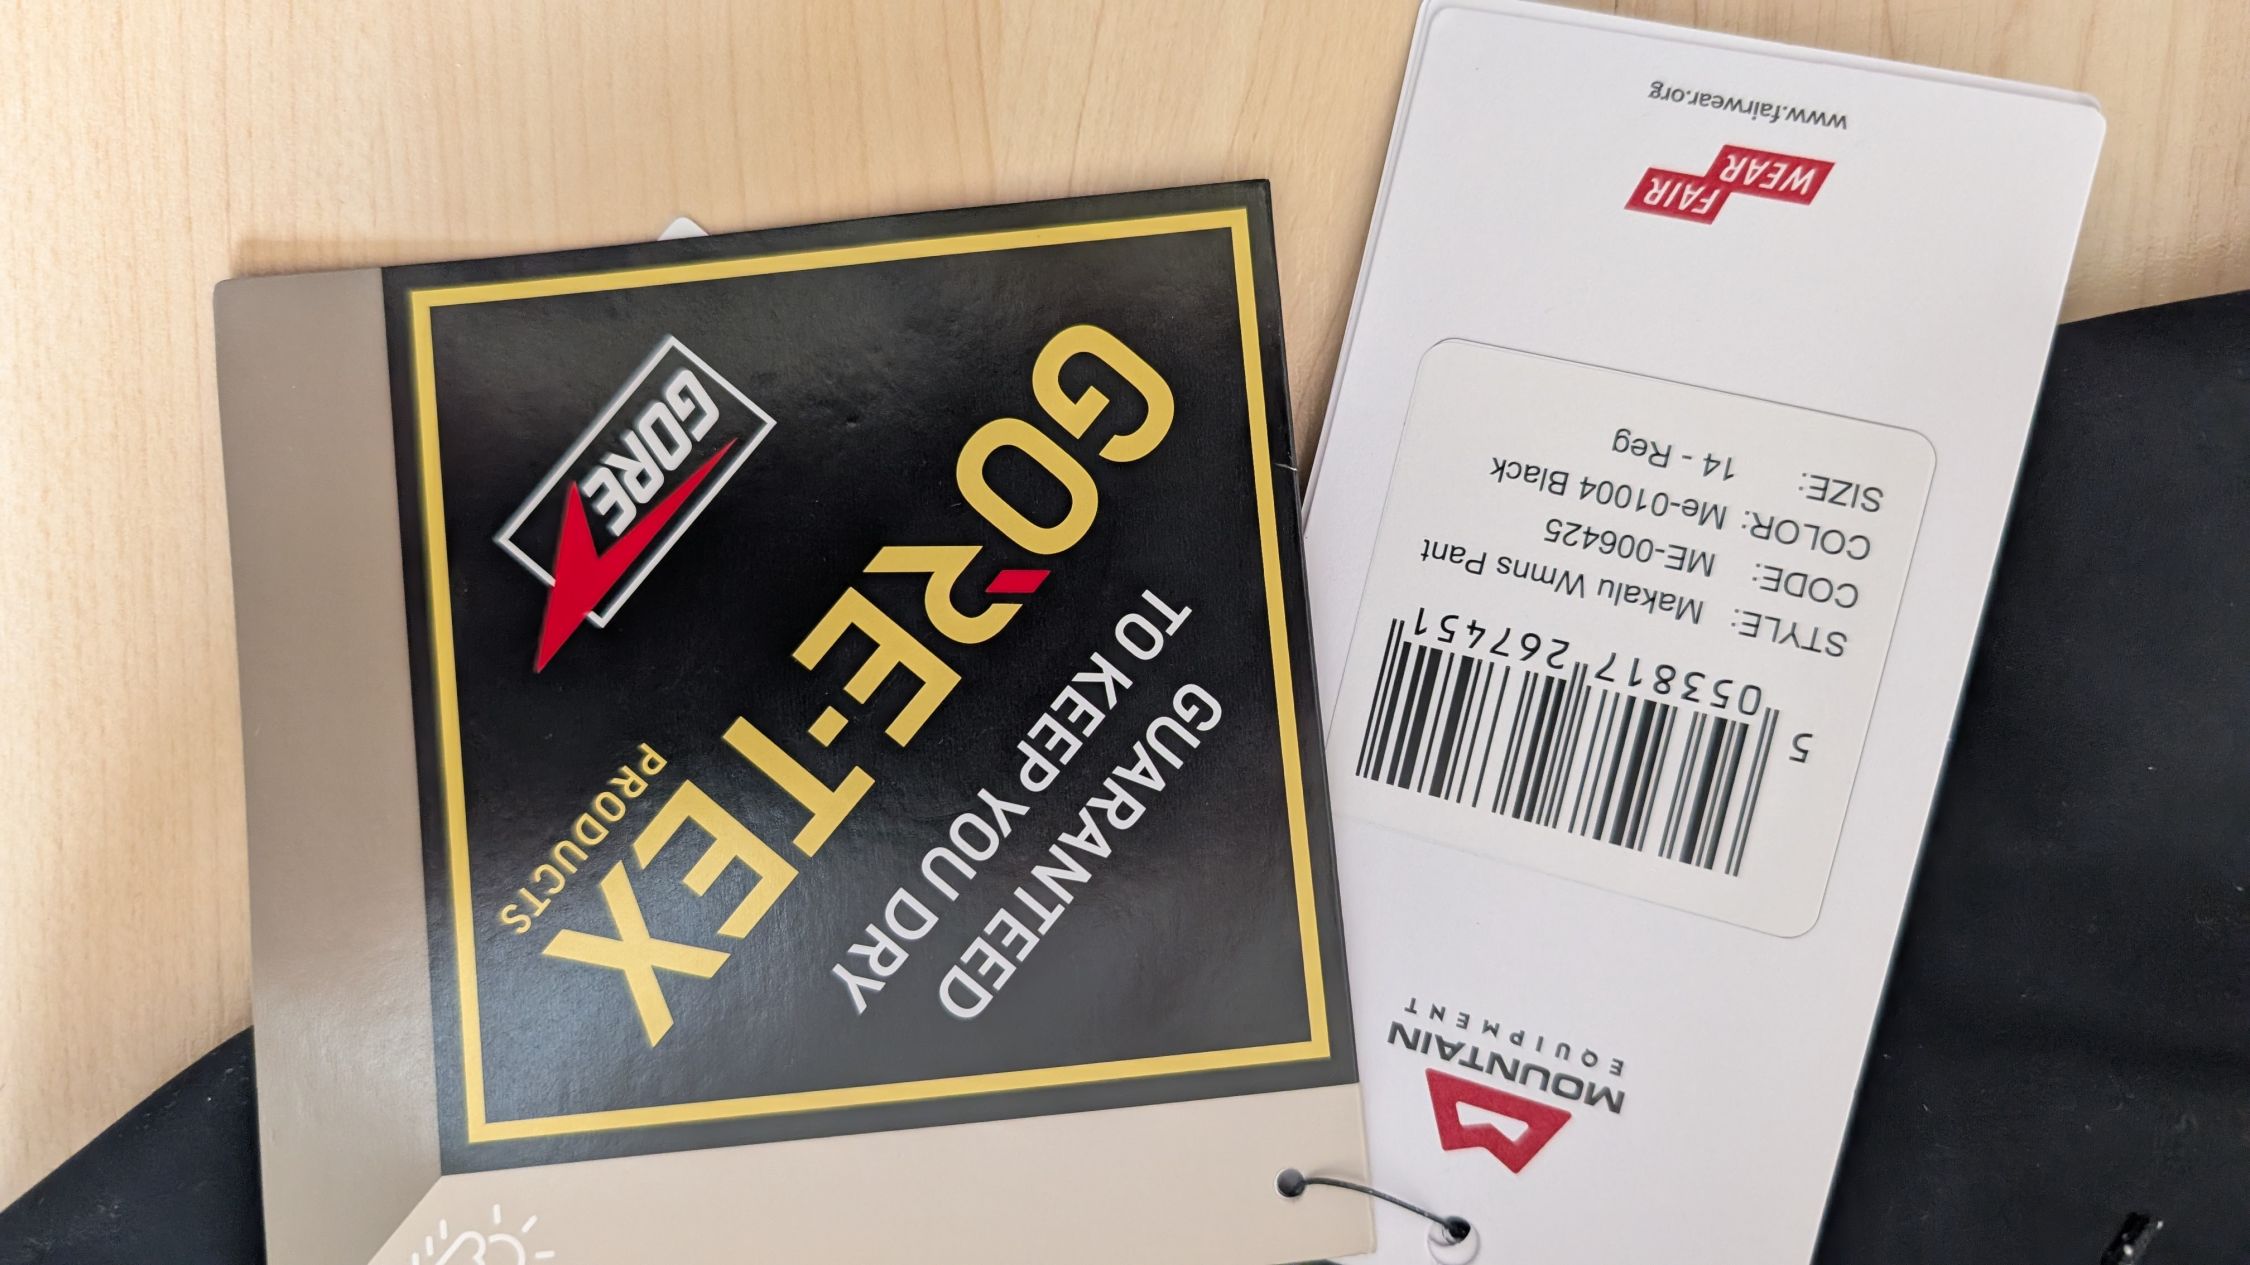 GORE
GORE-TEX
PRODUCTS
GUARANTEED
TO KEEP YOU DRY
MOUNTAIN
EQUIPMENT
5 053817 267451
STYLE: Makalu Wmns Pant
CODE: ME-006425
COLOR: Me-01004 Black
SIZE: 14 - Reg
FAIR
WEAR
www.fairwear.org